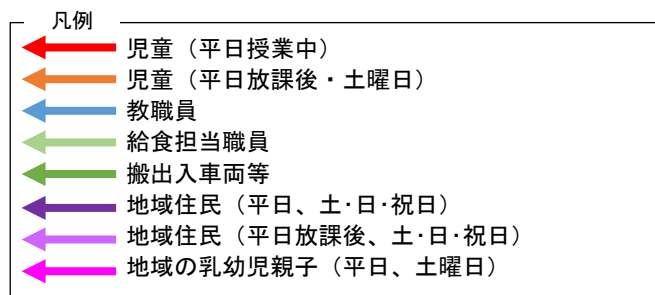 凡例
児童（平日授業中）
児童（平日放課後・土曜日）
教職員
給食担当職員
搬出入車両等
地域住民（平日、土･日･祝日）
地域住民（平日放課後、土･日･祝日）
地域の乳幼児親子（平日、土曜日）